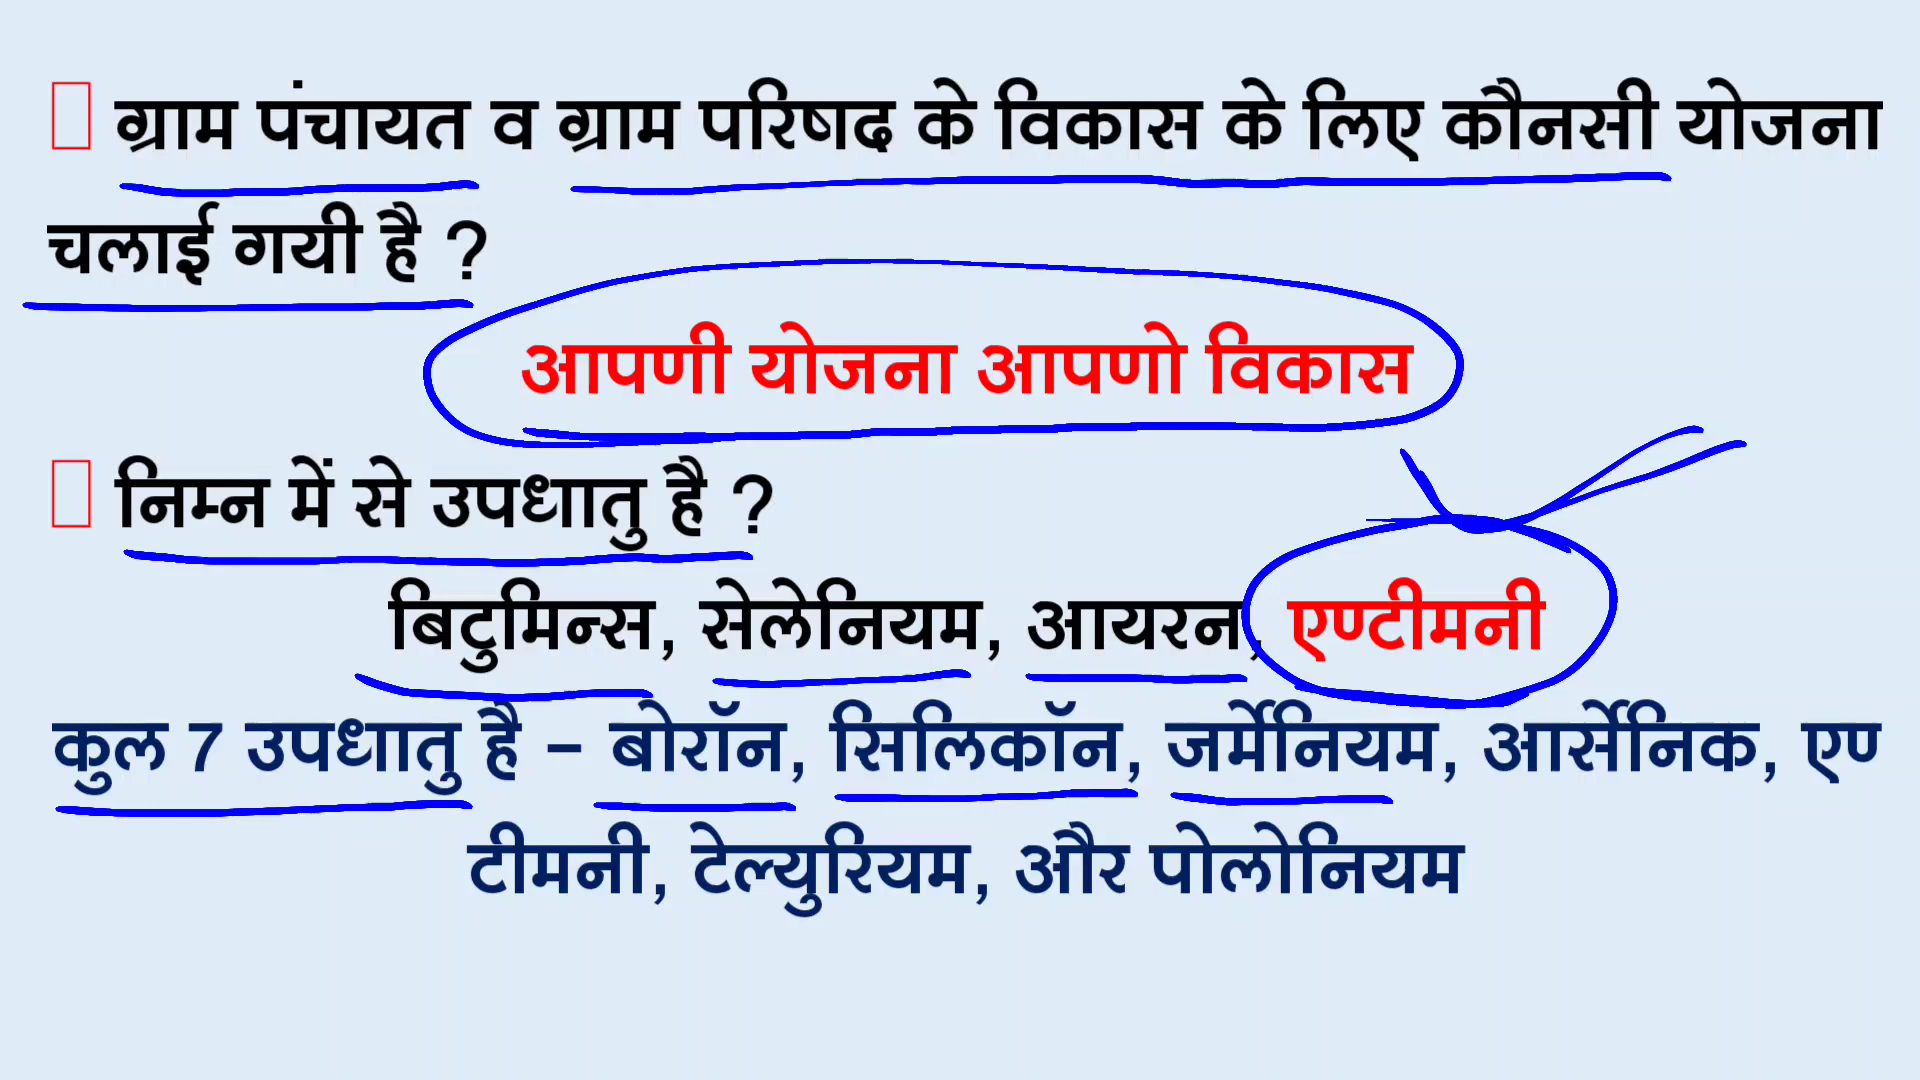 ग्राम पंचायत व ग्राम परिषद के विकास के लिए कौनसी योजना
चलाई गयी है ?
आपणी योजना आपणो विकास
निम्न में से उपधातु है ?
बिटुमिन्स, सेलेनियम, आयरन, एण्टीमनी
कुल 7 उपधातु है – बोरॉन, सिलिकॉन, जर्मेनियम, आर्सेनिक, एण
टीमनी, टेल्युरियम, और पोलोनियम